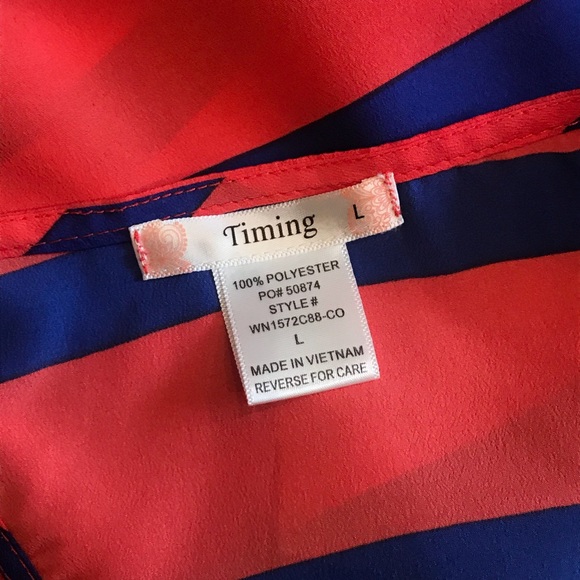 Timing L
100% POLYESTER
PO# 50874
STYLE#
WN1572C88-CO
L
MADE IN VIETNAM
REVERSE FOR CARE